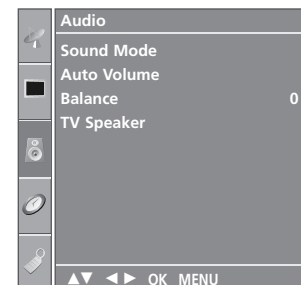 Audio
Sound Mode
Auto Volume
Balance 0
TV Speaker
▲▼ ◄► OK MENU